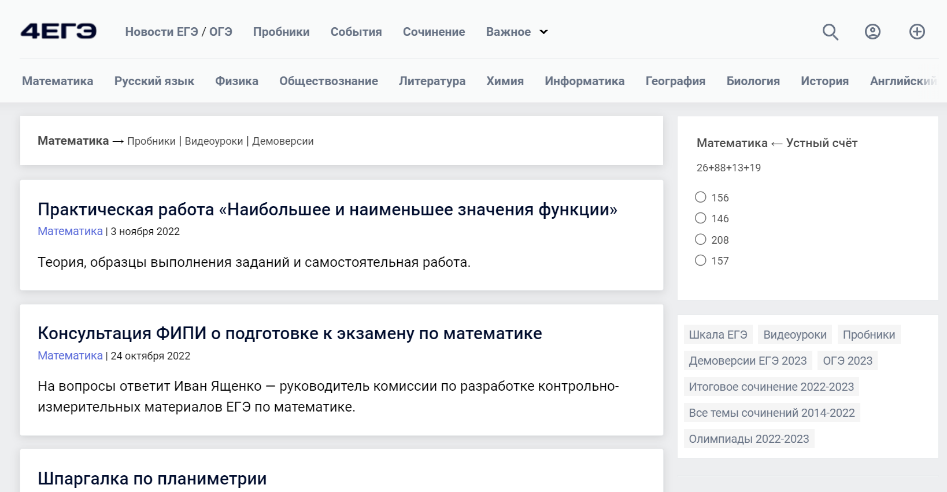 4ЕГЭ
Новости ЕГЭ / ОГЭ Пробники События Сочинение Важное
Математика Русский язык Физика Обществознание Литература Химия Информатика География Биология История Английский
Математика → Пробники | Видеоуроки | Демоверсии
Практическая работа «Наибольшее и наименьшее значения функции»
Математика | 3 ноября 2022
Теория, образцы выполнения заданий и самостоятельная работа.
Консультация ФИПИ о подготовке к экзамену по математике
Математика | 24 октября 2022
На вопросы ответит Иван Ященко — руководитель комиссии по разработке контрольно-
измерительных материалов ЕГЭ по математике.
Шпаргалка по планиметрии
Математика ← Устный счёт
26+88+13+19
156
146
208
157
Шкала ЕГЭ Видеоуроки Пробники
Демоверсии ЕГЭ 2023 ОГЭ 2023
Итоговое сочинение 2022-2023
Все темы сочинений 2014-2022
Олимпиады 2022-2023